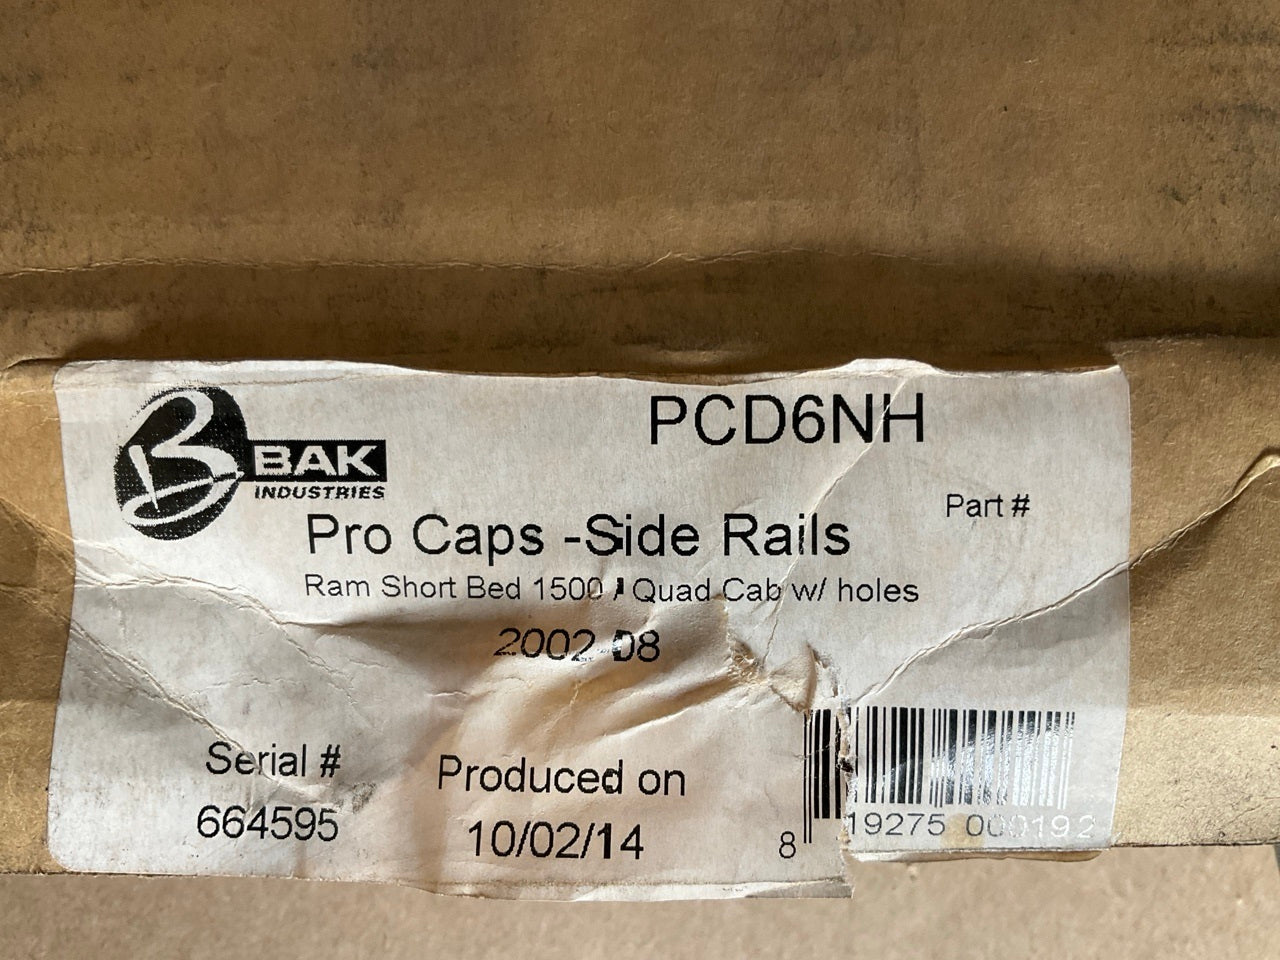 PCD6NH
BAK
INDUSTRIES
Part #
Pro Caps -Side Rails
Ram Short Bed 1500 / Quad Cab w/ holes
2002-08
Serial #
664595
Produced on
10/02/14
8 19275 000192